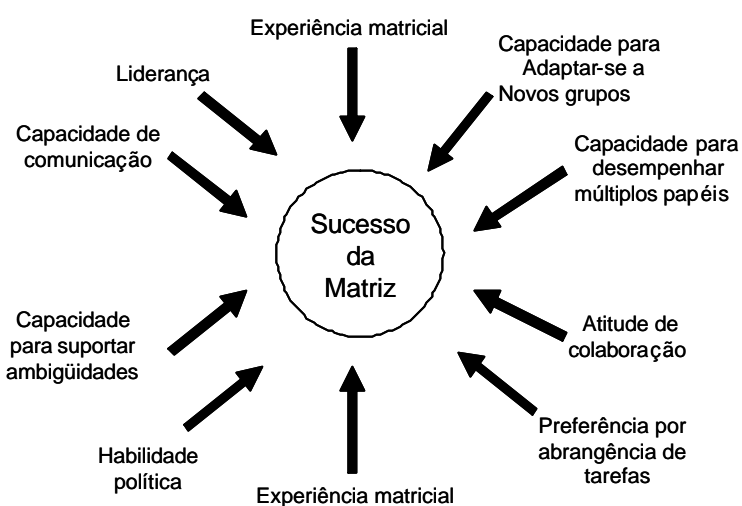 Experiência matricial
Liderança
Capacidade para
Adaptar-se a
Novos grupos
Capacidade de
comunicação
Capacidade para
desempenhar
múltiplos papéis
Sucesso
da
Matriz
Capacidade
para suportar
ambigüidades
Atitude de
colaboração
Habilidade
política
Preferência por
abrangência de
tarefas
Experiência matricial